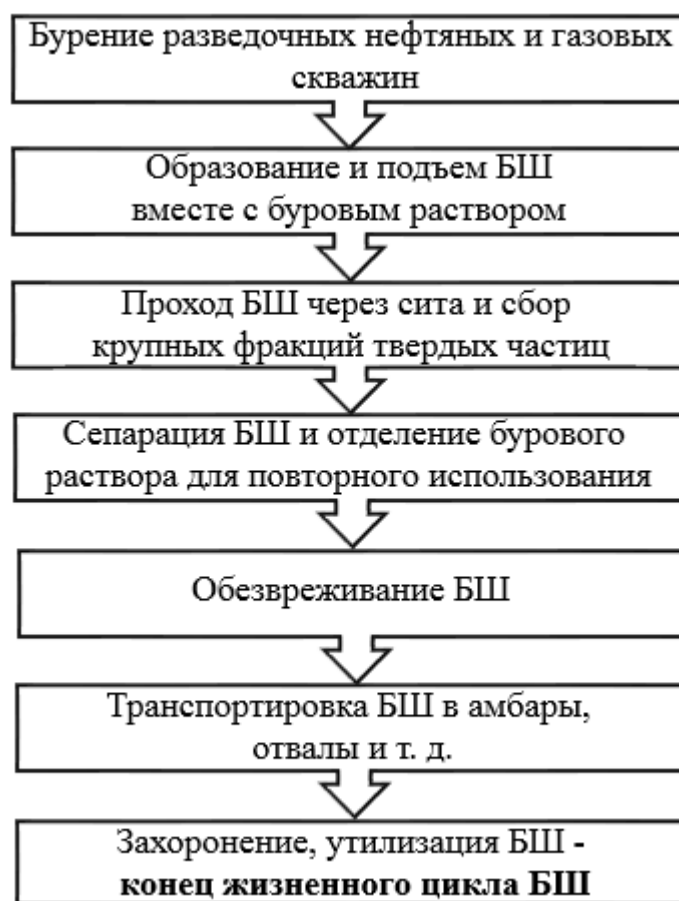 Бурение разведочных нефтяных и газовых
скважин
Образование и подъем БШ
вместе с буровым раствором
Проход БШ через сита и сбор
крупных фракций твердых частиц
Сепарация БШ и отделение бурового
раствора для повторного использования
Обезвреживание БШ
Транспортировка БШ в амбары,
отвалы и т. д.
Захоронение, утилизация БШ -
конец жизненного цикла БШ